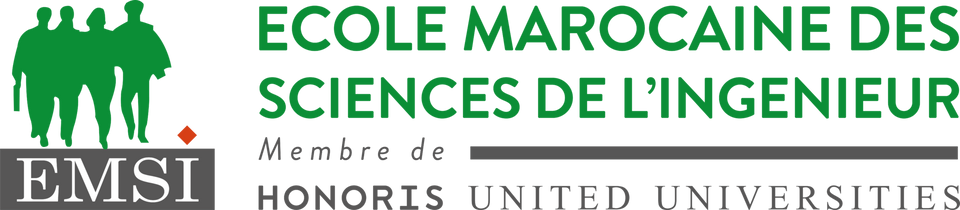 EMSI
ECOLE MAROCAINE DES
SCIENCES DE L'INGENIEUR
Membre de
HONORIS UNITED UNIVERSITIES